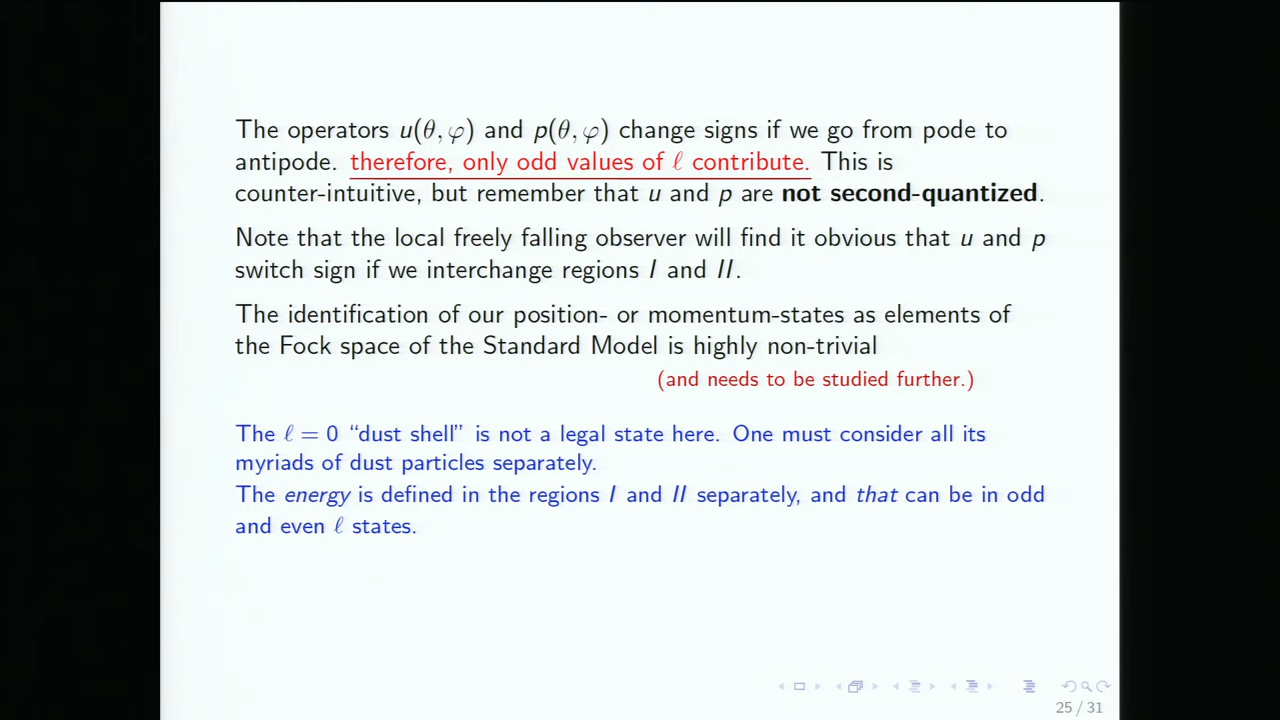 The operators u(θ, φ) and p(θ, φ) change signs if we go from pode to
antipode. therefore, only odd values of ℓ contribute. This is
counter-intuitive, but remember that u and p are not second-quantized.
Note that the local freely falling observer will find it obvious that u and p
switch sign if we interchange regions I and II.
The identification of our position- or momentum-states as elements of
the Fock space of the Standard Model is highly non-trivial
(and needs to be studied further.)
The ℓ = 0 “dust shell” is not a legal state here. One must consider all its
myriads of dust particles separately.
The energy is defined in the regions I and II separately, and that can be in odd
and even ℓ states.
25 / 31